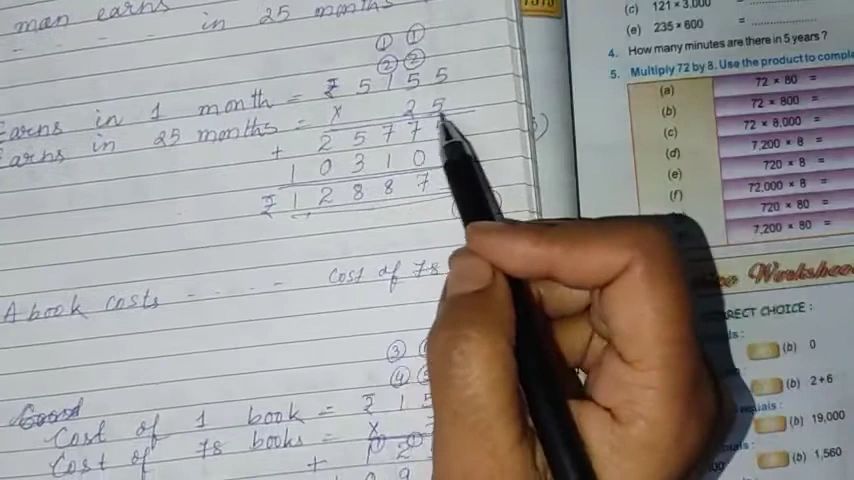 man earns
in 25 months
① ①
② ②
Earns in 1 month = ₹ 5 1 5 5
Earns in 25 months = × 2 5
+ 2 5 7 7
1 0 3 1 0
₹ 1 2 8 8 7
A book costs - - - - - cost of 78
③
④
Cost of 1 book = ₹ 1 5
Cost of 78 books = ×
+ 1 2
(c) 121 × 3,000 = ............
(e) 235 × 600 = ............
4. How many minutes are there in 5 years?
5. Multiply 72 by 8. Use the product to comple
(a) 72 × 80 =
(b) 72 × 800 =
(c) 72 × 8,000 =
(d) 7,200 × 8 =
(e) 720 × 8 =
(f) 72,000 × 8 =
720 × 80 =
7,200 × 80 =
Workshee
RRECT CHOICE:
(b) 0
(b) 2+6
equals:
(b) 19,000
(b) 1,560